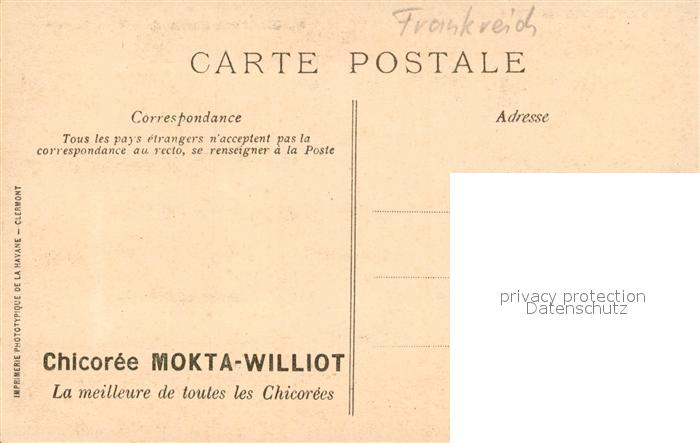 Frankreich
CARTE POSTALE
Correspondance
Tous les pays étrangers n'acceptent pas la
correspondance au recto, se renseigner à la Poste
Adresse
IMPRIMERIE PHOTOTYPIQUE DE LA HAVANE — CLERMONT
privacy protection
Datenschutz
Chicorée MOKTA-WILLIOT
La meilleure de toutes les Chicorées